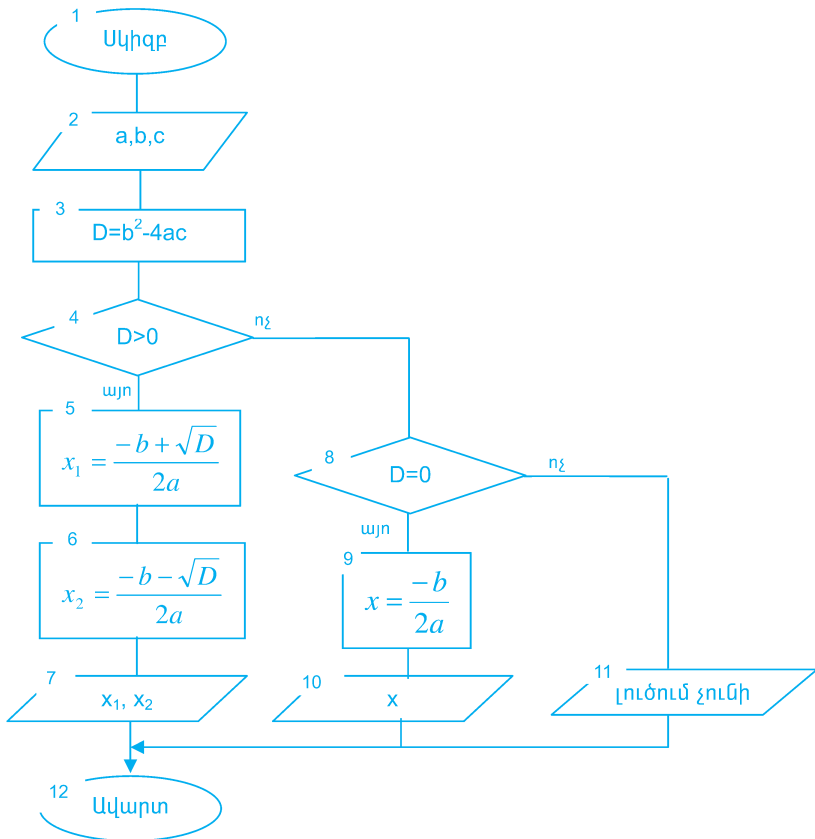 1
Սկիզբ
2
a,b,c
3
D=b²-4ac
4
D>0
ոչ
այո
5
x₁ = (-b + √D) / 2a
6
x₂ = (-b - √D) / 2a
7
x₁, x₂
8
D=0
ոչ
այո
9
x = -b / 2a
10
x
11
լուծում չունի
12
Ավարտ